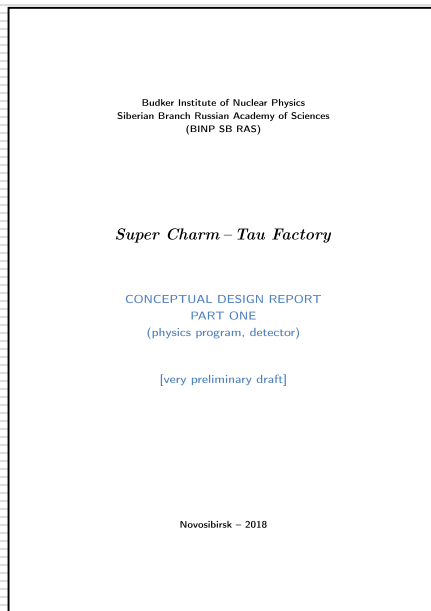 Budker Institute of Nuclear Physics
Siberian Branch Russian Academy of Sciences
(BINP SB RAS)
Super Charm – Tau Factory
CONCEPTUAL DESIGN REPORT
PART ONE
(physics program, detector)
[very preliminary draft]
Novosibirsk – 2018